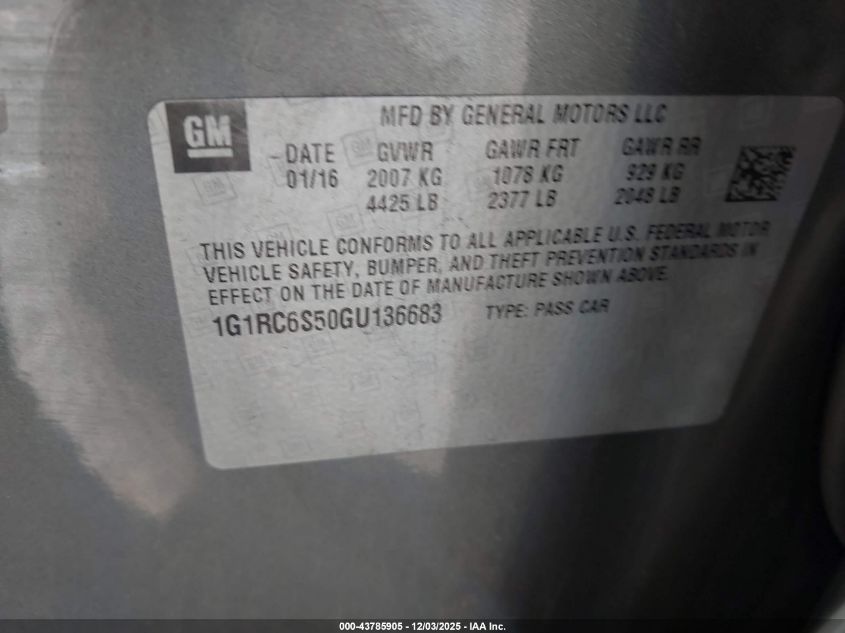 GM
MFD BY GENERAL MOTORS LLC
DATE GVWR GAWR FRT GAWR RR
01/16 2007 KG 1078 KG 929 KG
4425 LB 2377 LB 2048 LB
THIS VEHICLE CONFORMS TO ALL APPLICABLE U.S. FEDERAL MOTOR
VEHICLE SAFETY, BUMPER, AND THEFT PREVENTION STANDARDS IN
EFFECT ON THE DATE OF MANUFACTURE SHOWN ABOVE.
1G1RC6S50GU136683 TYPE: PASS CAR
000-43785905 - 12/03/2025 - IAA Inc.